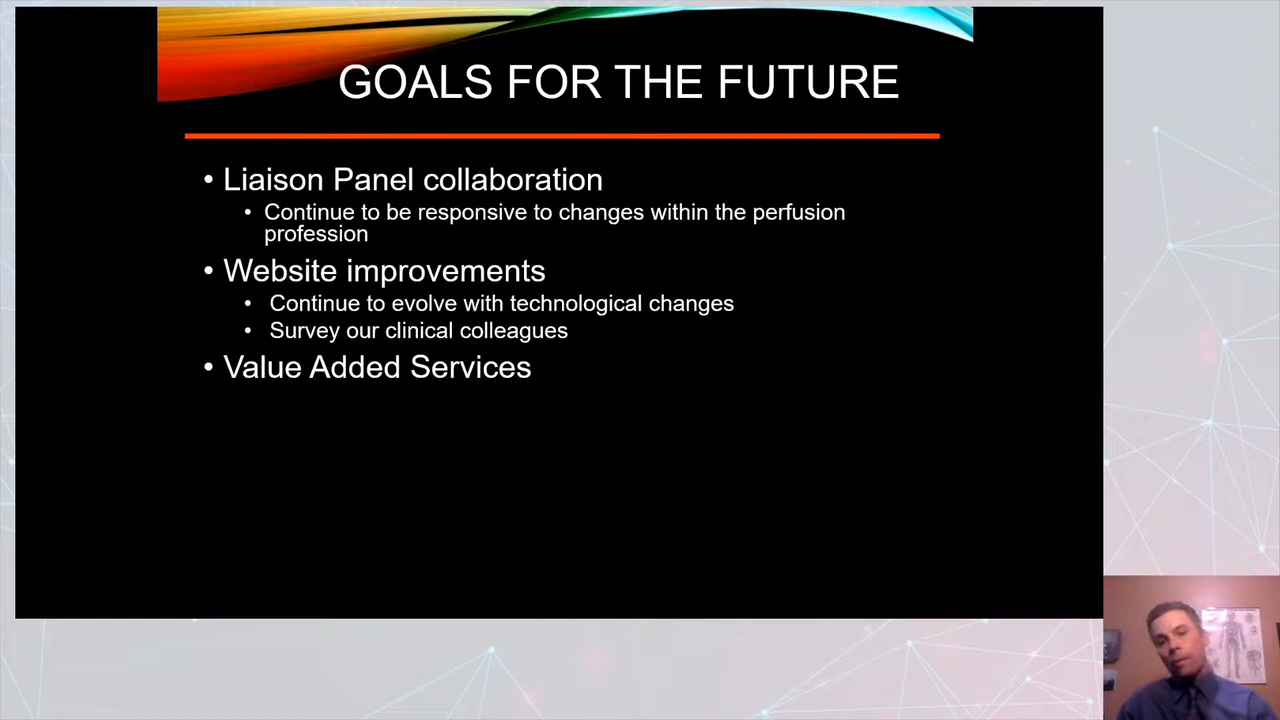 GOALS FOR THE FUTURE
• Liaison Panel collaboration
• Continue to be responsive to changes within the perfusion
profession
• Website improvements
• Continue to evolve with technological changes
• Survey our clinical colleagues
• Value Added Services